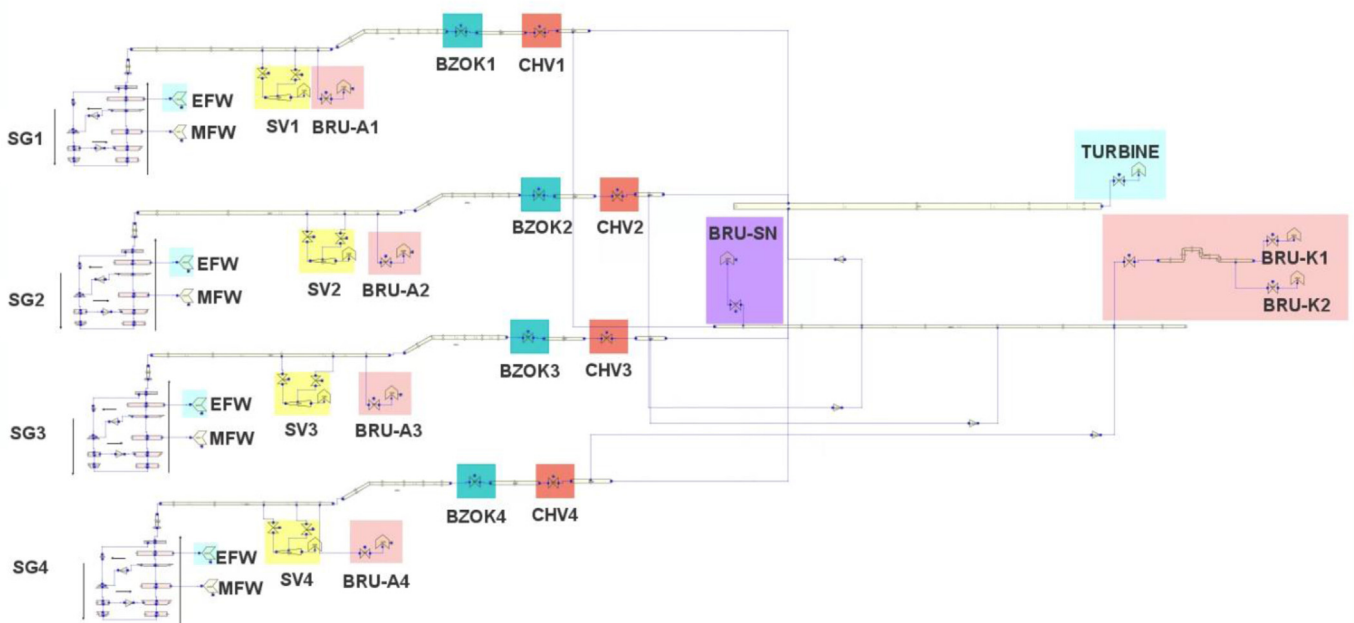 BZOK1
CHV1
EFW
SV1
BRU-A1
SG1
MFW
TURBINE
BZOK2
CHV2
BRU-SN
EFW
SV2
BRU-A2
BRU-K1
SG2
MFW
BRU-K2
BZOK3
CHV3
EFW
SV3
BRU-A3
SG3
MFW
BZOK4
CHV4
EFW
SV4
BRU-A4
SG4
MFW